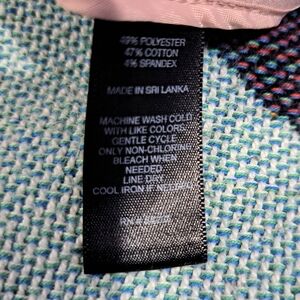 49% POLYESTER
47% COTTON
4% SPANDEX
MADE IN SRI LANKA
MACHINE WASH COLD
WITH LIKE COLORS
GENTLE CYCLE
ONLY NON-CHLORINE
BLEACH WHEN
NEEDED
LINE DRY
COOL IRON IF NEEDED